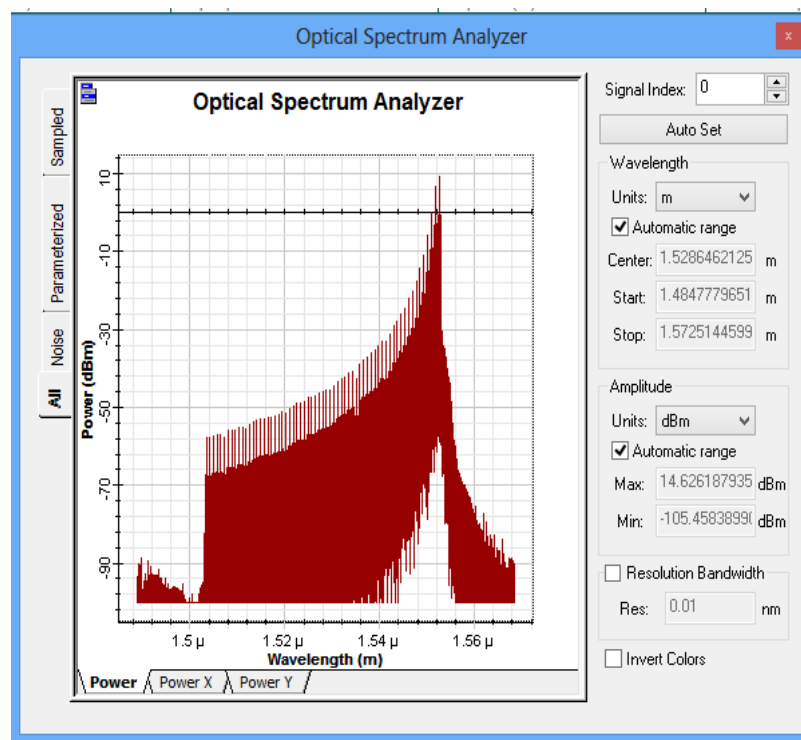 Optical Spectrum Analyzer
x
Optical Spectrum Analyzer
Sampled
Parameterized
Noise
All
Power (dBm)
10
-10
-30
-50
-70
-90
1.5 µ 1.52 µ 1.54 µ 1.56 µ
Wavelength (m)
Power Power X Power Y
Signal Index: 0
Auto Set
Wavelength
Units: m
Automatic range
Center: 1.5286462125 m
Start: 1.4847779651 m
Stop: 1.5725144599 m
Amplitude
Units: dBm
Automatic range
Max: 14.626187935 dBm
Min: -105.4583899( dBm
Resolution Bandwidth
Res: 0.01 nm
Invert Colors